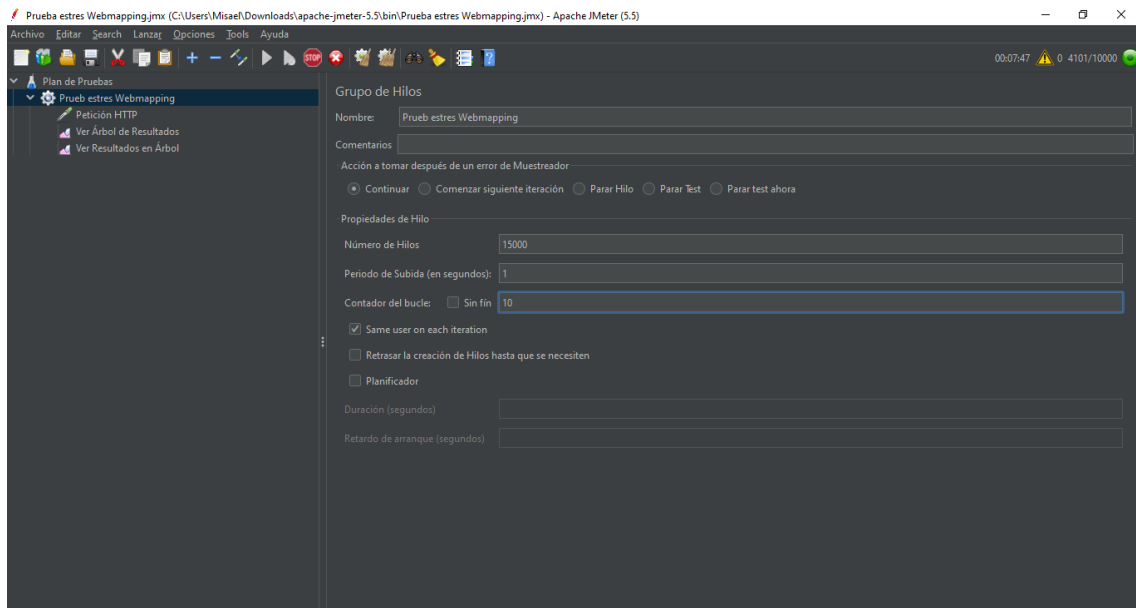 Prueba estres Webmapping.jmx (C:\Users\Misael\Downloads\apache-jmeter-5.5\bin\Prueba estres Webmapping.jmx) - Apache JMeter (5.5)
Archivo Editar Search Lanzar Opciones Tools Ayuda
STOP
00:07:47 0 4101/10000
Plan de Pruebas
Prueb estres Webmapping
Petición HTTP
Ver Árbol de Resultados
Ver Resultados en Árbol
Grupo de Hilos
Nombre: Prueb estres Webmapping
Comentarios
Acción a tomar después de un error de Muestreador
Continuar Comenzar siguiente iteración Parar Hilo Parar Test Parar test ahora
Propiedades de Hilo
Número de Hilos 15000
Periodo de Subida (en segundos): 1
Contador del bucle: Sin fín 10
Same user on each iteration
Retrasar la creación de Hilos hasta que se necesiten
Planificador
Duración (segundos)
Retardo de arranque (segundos)